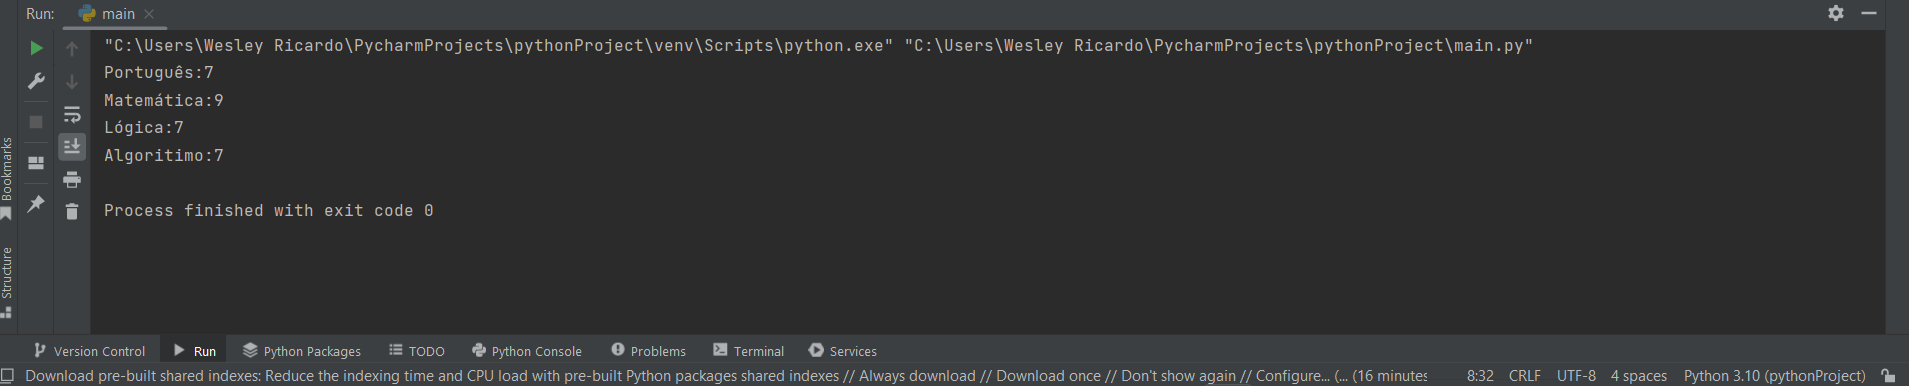 Run: main
"C:\Users\Wesley Ricardo\PycharmProjects\pythonProject\venv\Scripts\python.exe" "C:\Users\Wesley Ricardo\PycharmProjects\pythonProject\main.py"
Português:7
Matemática:9
Lógica:7
Algoritimo:7
Process finished with exit code 0
Bookmarks
Structure
Version Control Run Python Packages TODO Python Console Problems Terminal Services
Download pre-built shared indexes: Reduce the indexing time and CPU load with pre-built Python packages shared indexes // Always download // Download once // Don't show again // Configure... (... (16 minutes 8:32 CRLF UTF-8 4 spaces Python 3.10 (pythonProject)